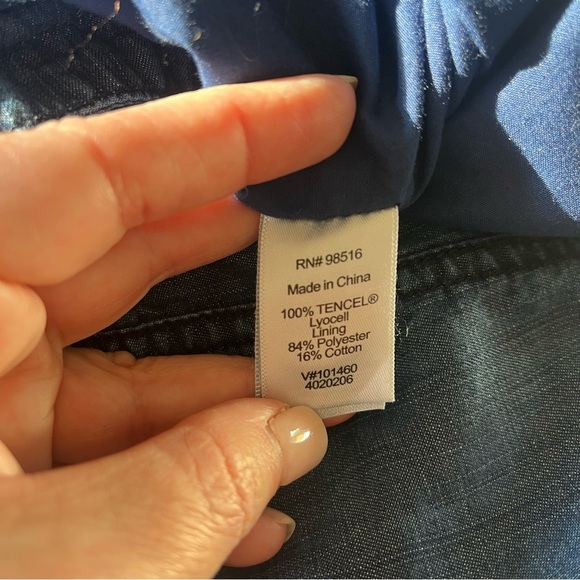 RN# 98516
Made in China
100% TENCEL®
Lyocell
Lining
84% Polyester
16% Cotton
V#101460
4020206